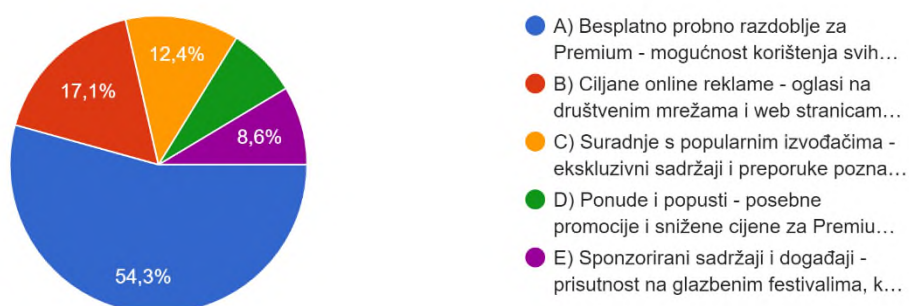 12,4%
17,1%
8,6%
54,3%
A) Besplatno probno razdoblje za
Premium - mogućnost korištenja svih…
B) Ciljane online reklame - oglasi na
društvenim mrežama i web stranicam…
C) Suradnje s popularnim izvođačima -
ekskluzivni sadržaji i preporuke pozna…
D) Ponude i popusti - posebne
promocije i snižene cijene za Premiu…
E) Sponzorirani sadržaji i događaji -
prisutnost na glazbenim festivalima, k…